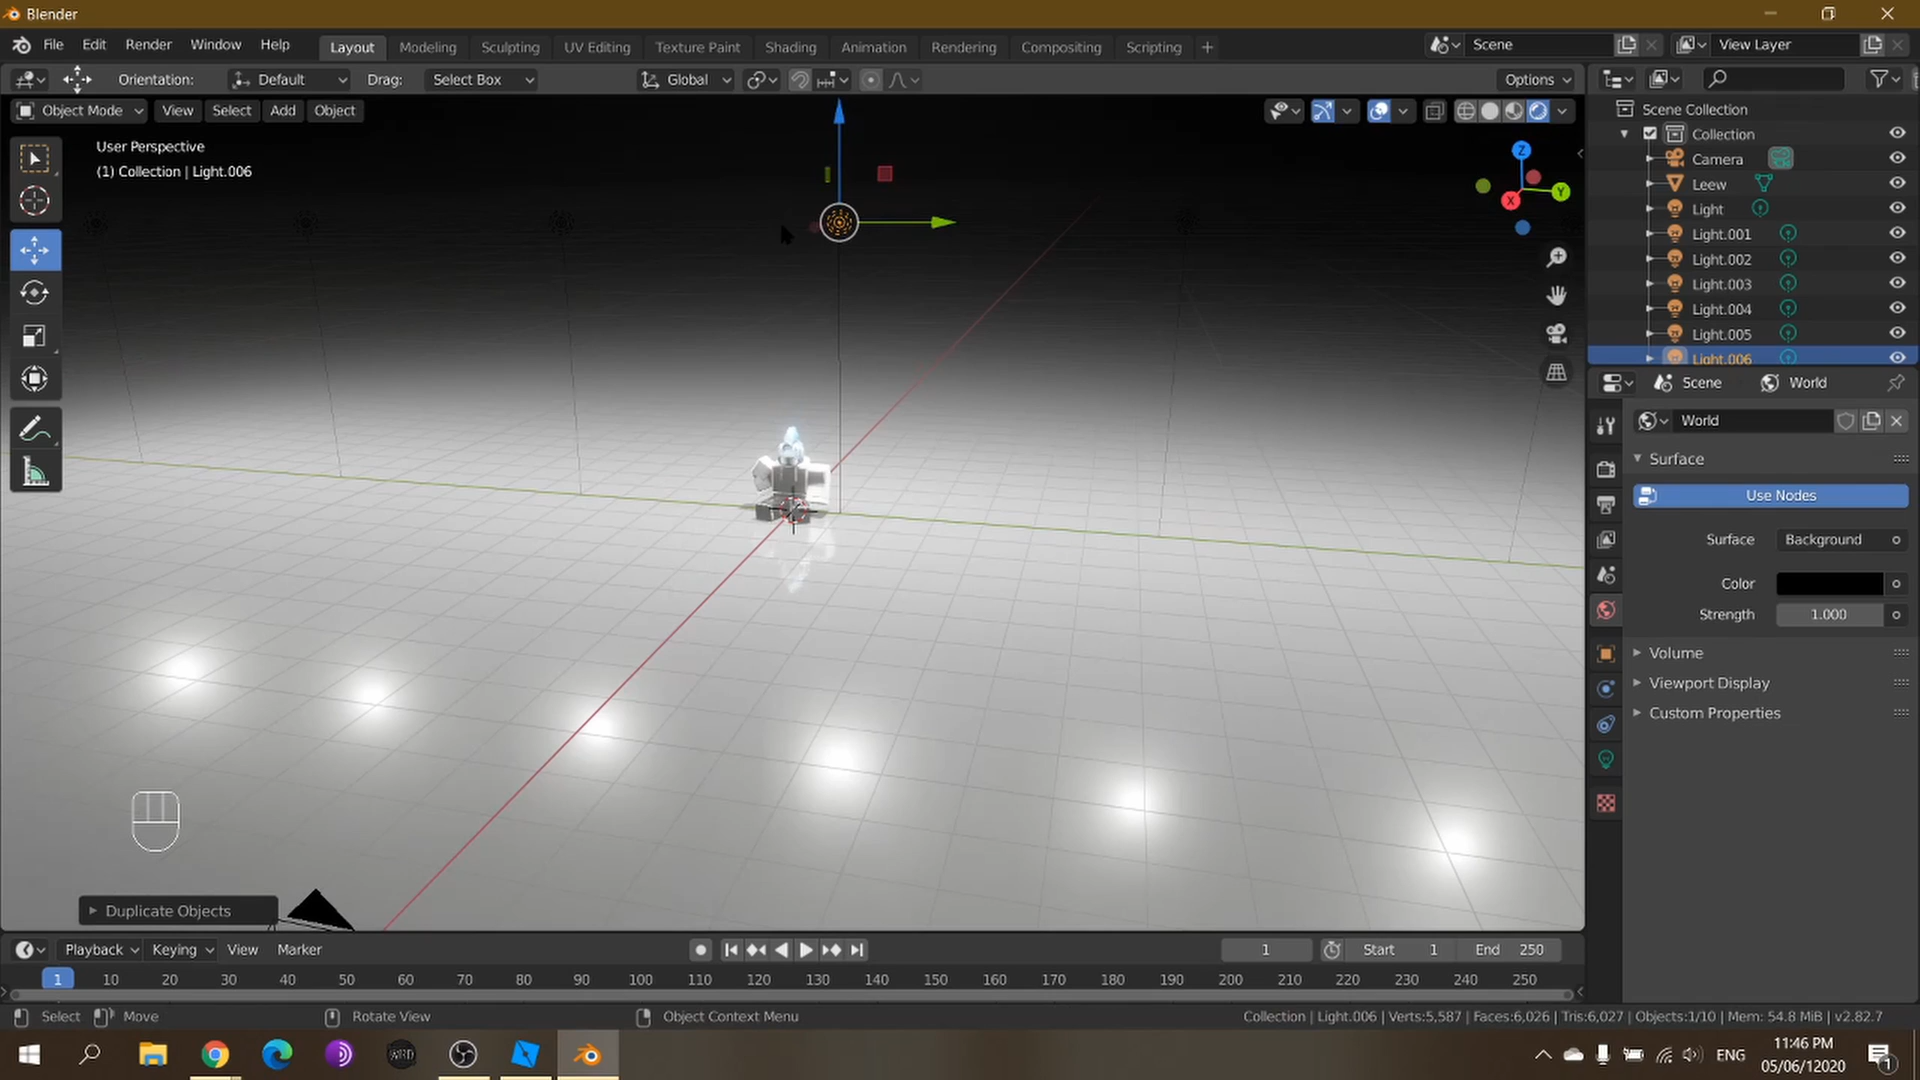 Blender
File Edit Render Window Help Layout Modeling Sculpting UV Editing Texture Paint Shading Animation Rendering Compositing Scripting + Scene View Layer
Orientation: Default Drag: Select Box Global Options
Object Mode View Select Add Object
User Perspective
(1) Collection | Light.006
Z
Y
X
Scene Collection
Collection
Camera
Leew
Light
Light.001
Light.002
Light.003
Light.004
Light.005
Light.006
Scene World
World
Surface
Use Nodes
Surface Background
Color
Strength 1.000
Volume
Viewport Display
Custom Properties
Duplicate Objects
Playback Keying View Marker 1 Start 1 End 250
1 10 20 30 40 50 60 70 80 90 100 110 120 130 140 150 160 170 180 190 200 210 220 230 240 250
Select Move Rotate View Object Context Menu Collection | Light.006 | Verts:5,587 | Faces:6,026 | Tris:6,027 | Objects:1/10 | Mem: 54.8 MiB | v2.82.7
ENG 11:46 PM
05/06/2020
1